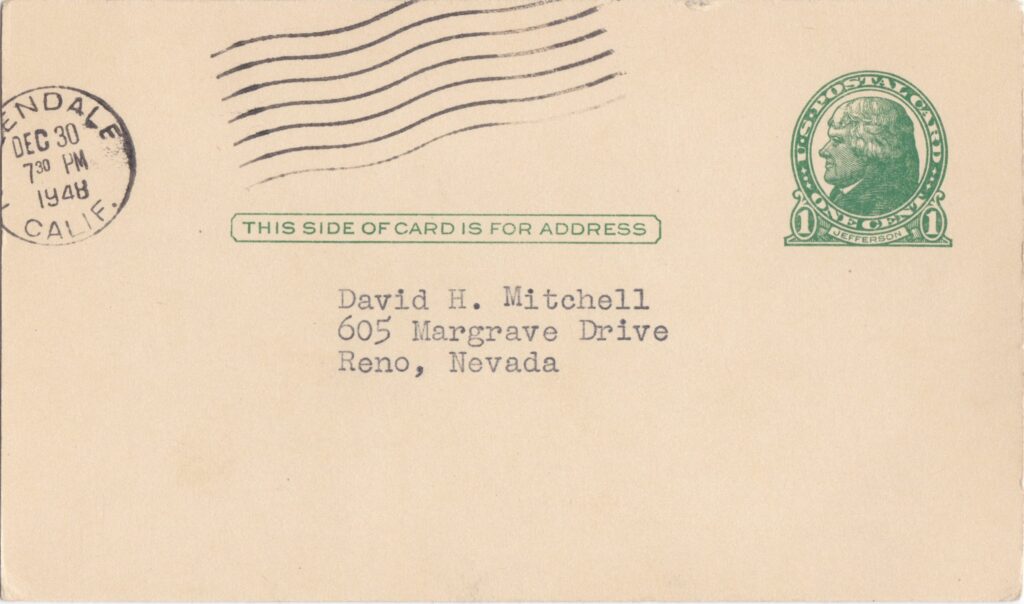 ENDALE
DEC 30
7 30 PM
1948
CALIF.
U.S. POSTAL CARD
ONE CENT
1 JEFFERSON 1
THIS SIDE OF CARD IS FOR ADDRESS
David H. Mitchell
605 Margrave Drive
Reno, Nevada